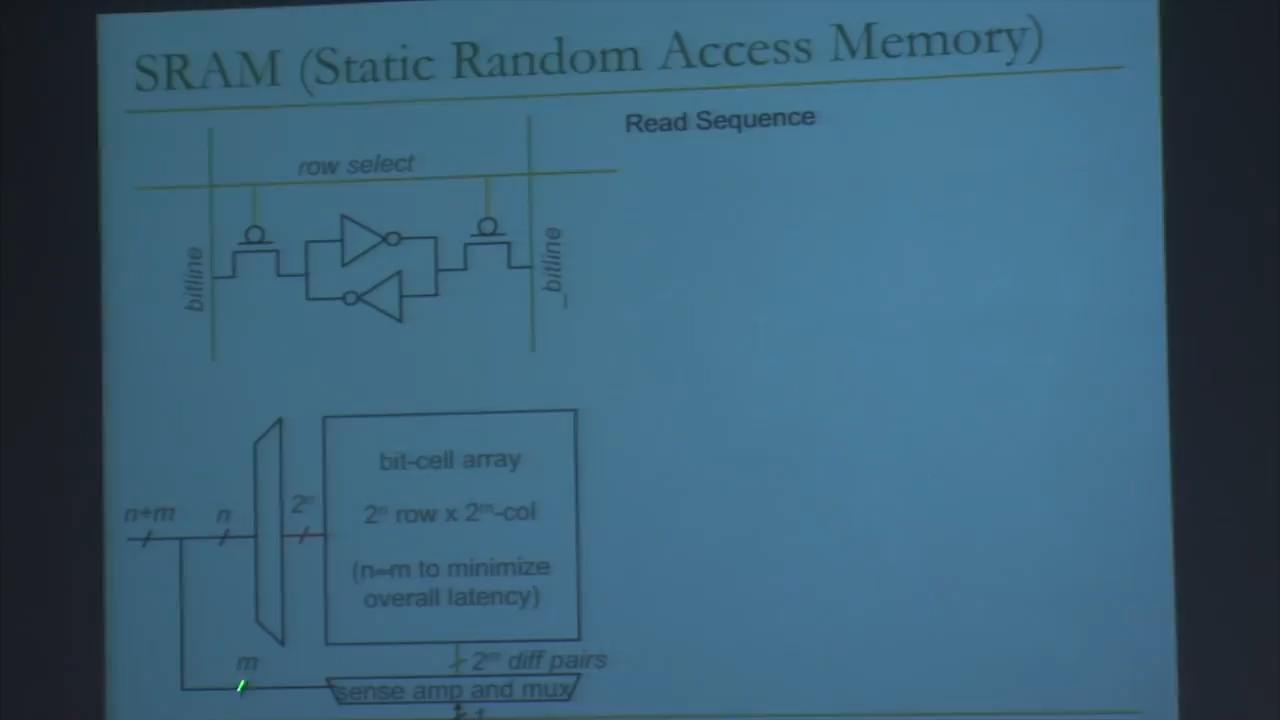 SRAM (Static Random Access Memory)
Read Sequence
row select
bitline
_bitline
bit-cell array
n+m
n
2ⁿ
2ⁿ row x 2ᵐ-col
(n≈m to minimize
overall latency)
m
2ᵐ diff pairs
sense amp and mux
1